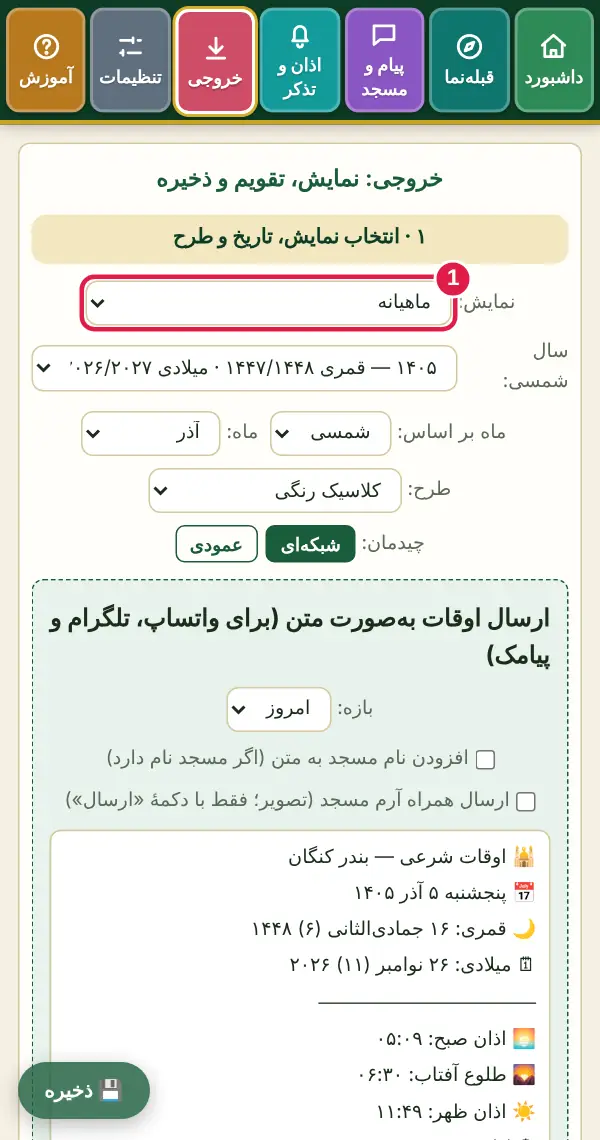 داشبورد
قبله‌نما
پیام و مسجد
اذان و تذکر
خروجی
تنظیمات
آموزش
خروجی: نمایش، تقویم و ذخیره
۱ · انتخاب نمایش، تاریخ و طرح
1
نمایش: ماهیانه
سال شمسی: ۱۴۰۵ — قمری ۱۴۴۷/۱۴۴۸ · میلادی ۲۰۲۶/۲۰۲۷
ماه بر اساس: شمسی ماه: آذر
طرح: کلاسیک رنگی
چیدمان: شبکه‌ای عمودی
ارسال اوقات به‌صورت متن (برای واتساپ، تلگرام و
پیامک)
بازه: امروز
افزودن نام مسجد به متن (اگر مسجد نام دارد)
ارسال همراه آرم مسجد (تصویر؛ فقط با دکمهٔ «ارسال»)
🕌 اوقات شرعی — بندر کنگان
📅 پنجشنبه ۵ آذر ۱۴۰۵
🌙 قمری: ۱۶ جمادی‌الثانی (۶) ۱۴۴۸
🗓 میلادی: ۲۶ نوامبر (۱۱) ۲۰۲۶
🌅 اذان صبح: ۰۵:۰۹
🌄 طلوع آفتاب: ۰۶:۳۰
☀️ اذان ظهر: ۱۱:۴۹
💾 ذخیره